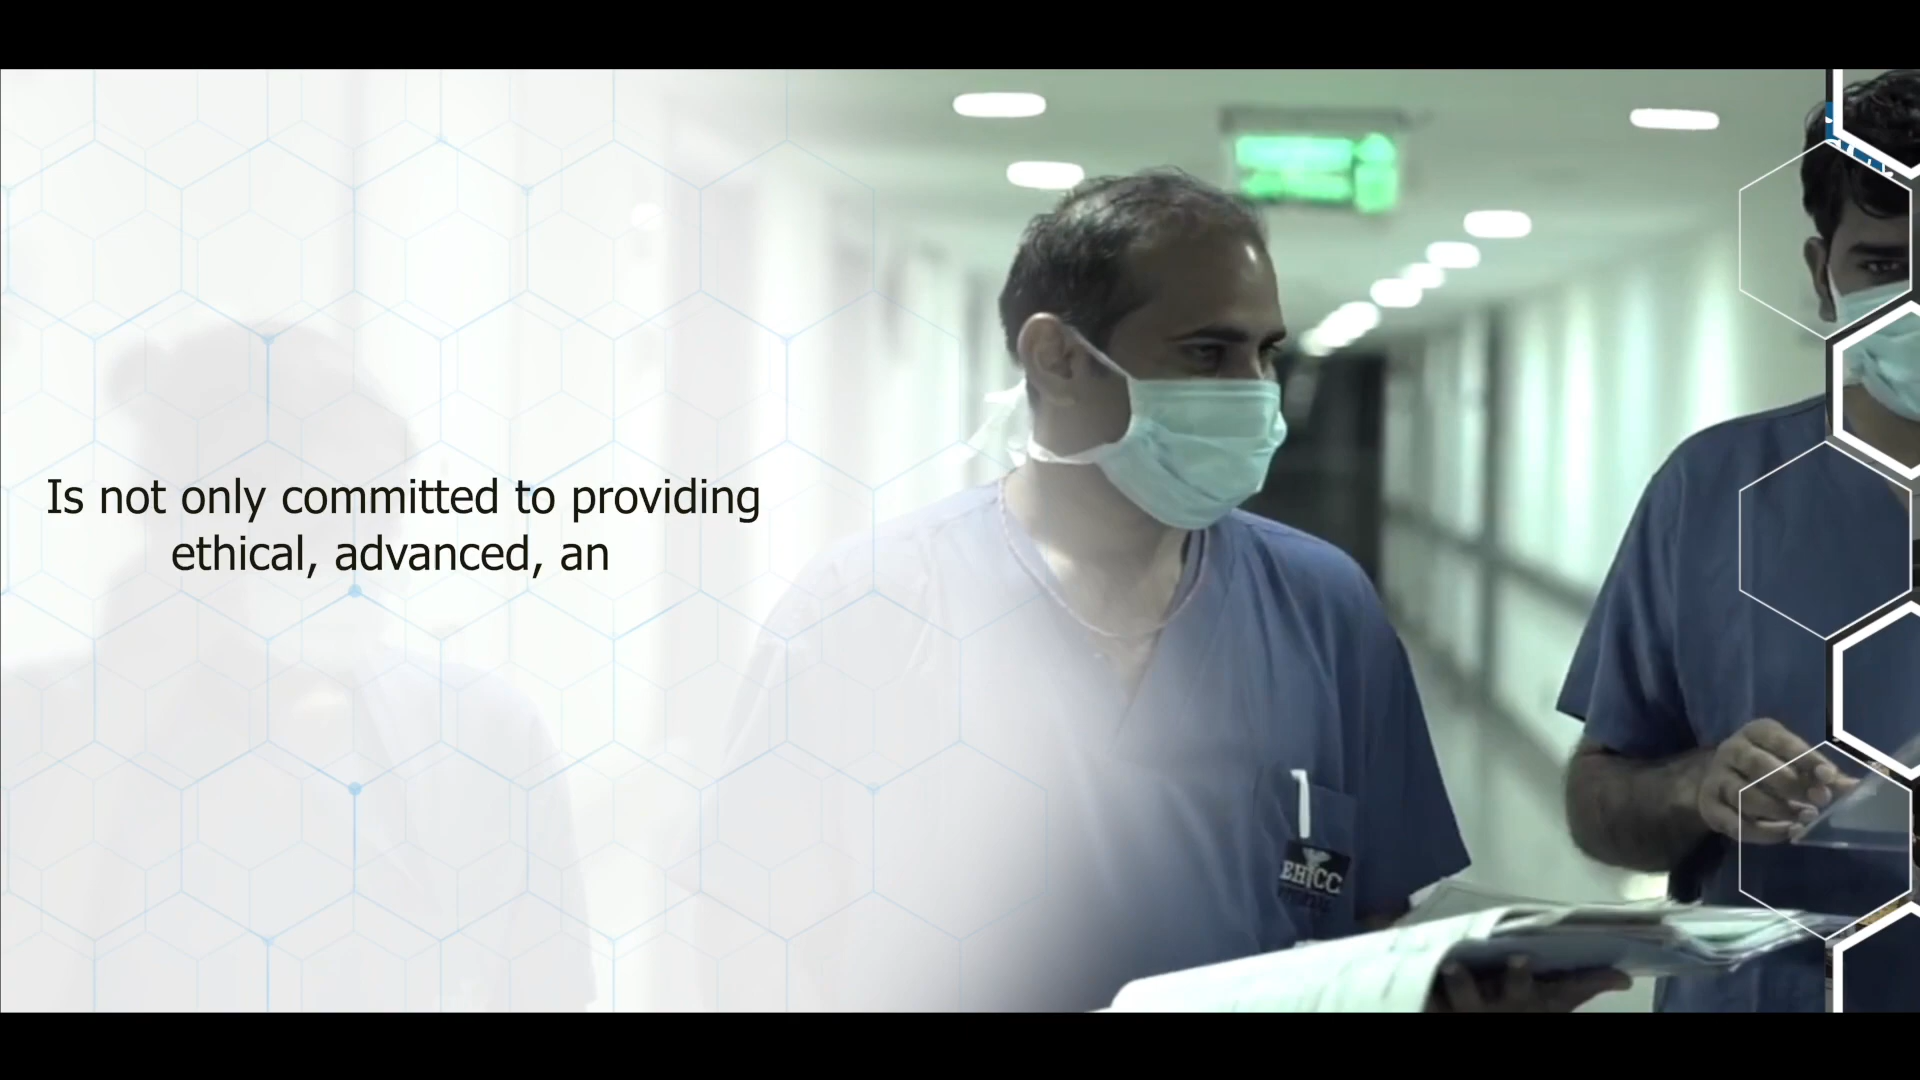 Is not only committed to providing
ethical, advanced, an
EHCC